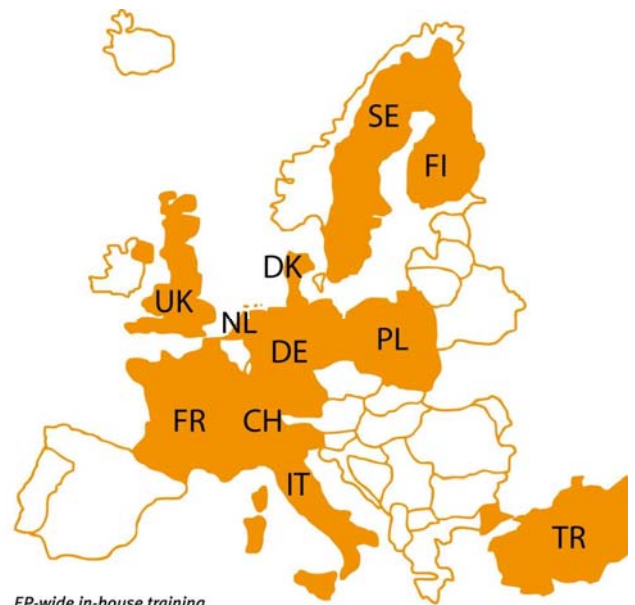 SE
FI
DK
UK
NL
DE
PL
FR
CH
IT
TR
EP-wide in-house training